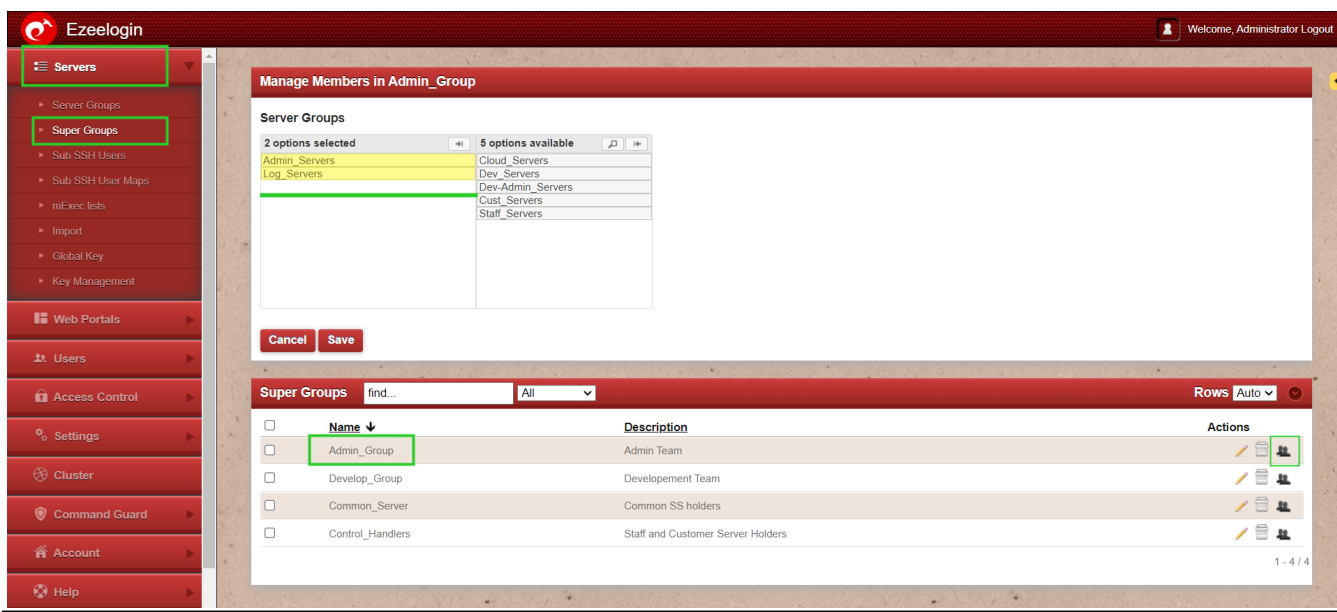 Ezeelogin
Welcome, Administrator Logout
Servers
Server Groups
Super Groups
Sub SSH Users
Sub SSH User Maps
mExec lists
Import
Global Key
Key Management
Web Portals
Users
Access Control
Settings
Cluster
Command Guard
Account
Help
Manage Members in Admin_Group
Server Groups
2 options selected 5 options available
Admin_Servers Cloud_Servers
Log_Servers Dev_Servers
Dev-Admin_Servers
Cust_Servers
Staff_Servers
Cancel Save
Super Groups find... All Rows Auto
Name Description Actions
Admin_Group Admin Team
Develop_Group Developement Team
Common_Server Common SS holders
Control_Handlers Staff and Customer Server Holders
1 - 4 / 4